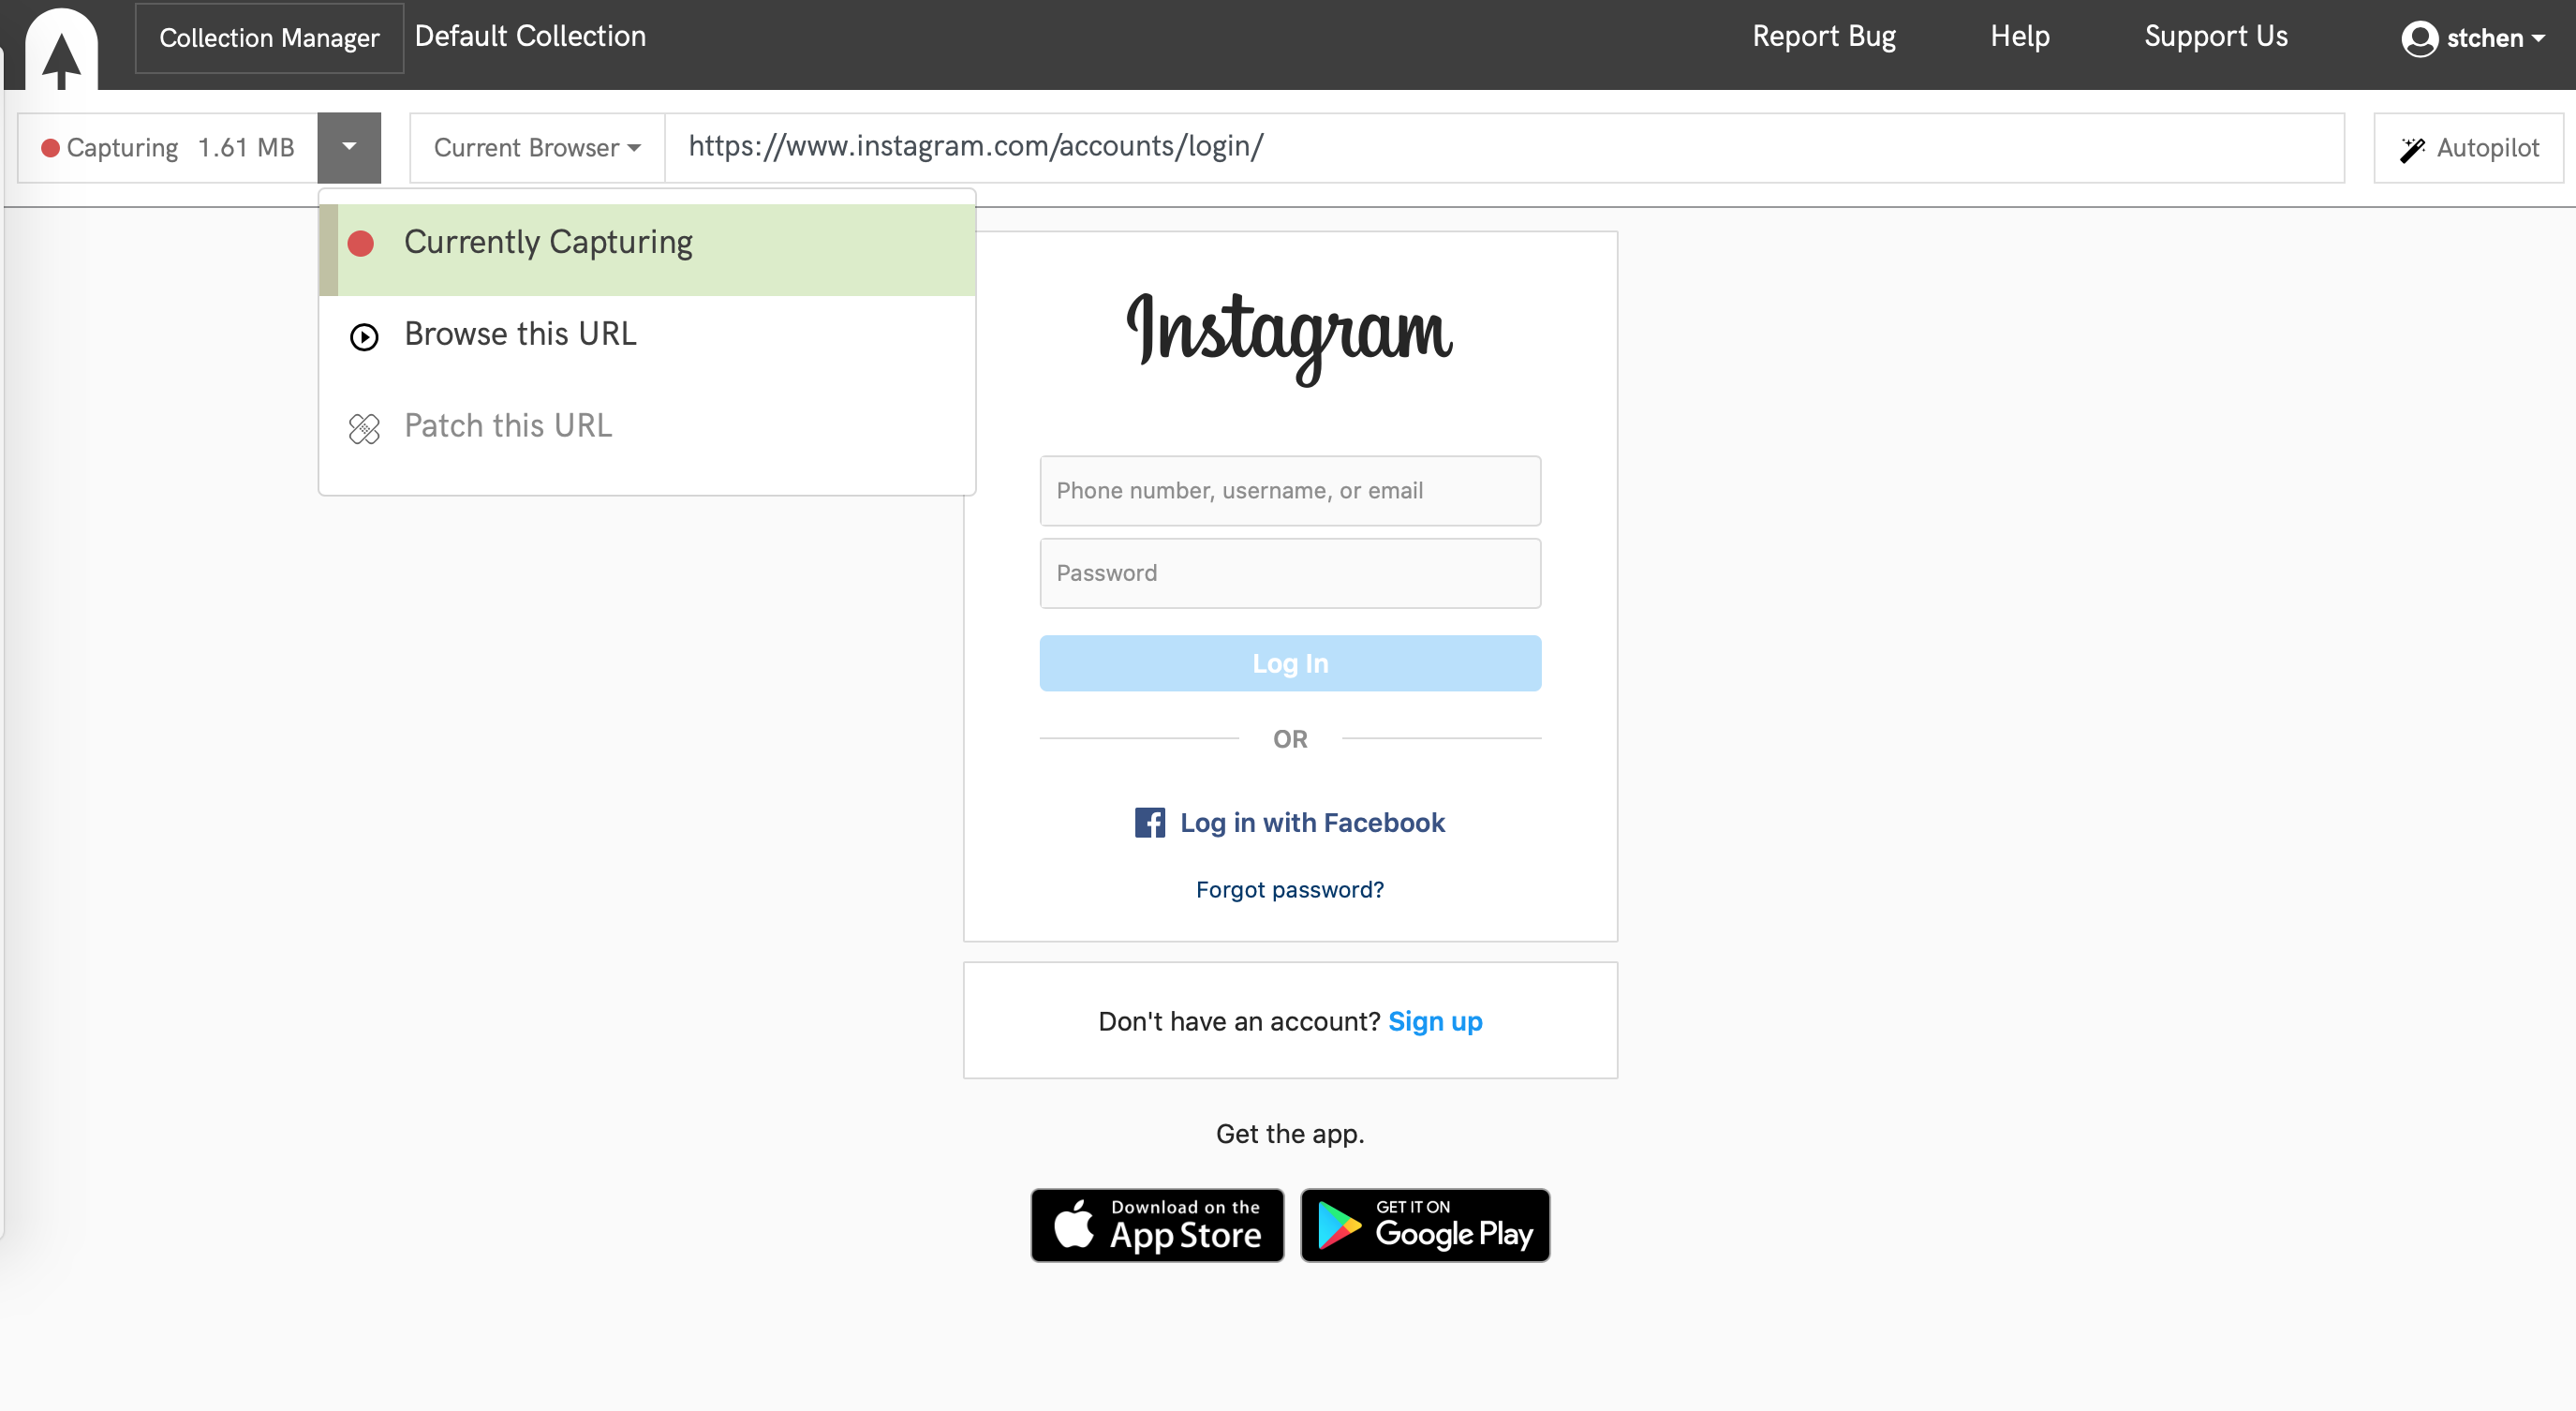 Collection Manager Default Collection Report Bug Help Support Us stchen
Capturing 1.61 MB Current Browser https://www.instagram.com/accounts/login/ Autopilot
Currently Capturing
Browse this URL
Patch this URL
Instagram
Phone number, username, or email
Password
Log In
OR
Log in with Facebook
Forgot password?
Don't have an account? Sign up
Get the app.
Download on the
App Store
GET IT ON
Google Play